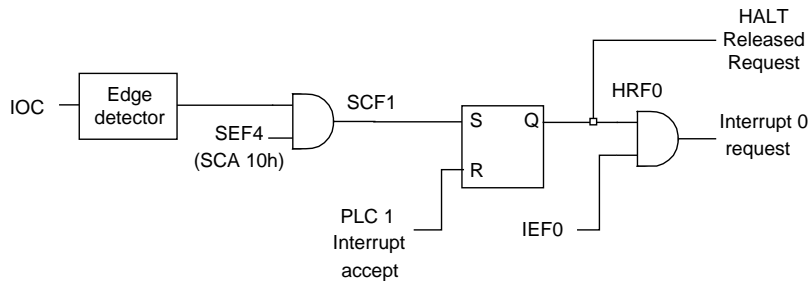 HALT
Released
Request
IOC
Edge
detector
SEF4
(SCA 10h)
SCF1
S
Q
R
HRF0
Interrupt 0
request
PLC 1
Interrupt
accept
IEF0